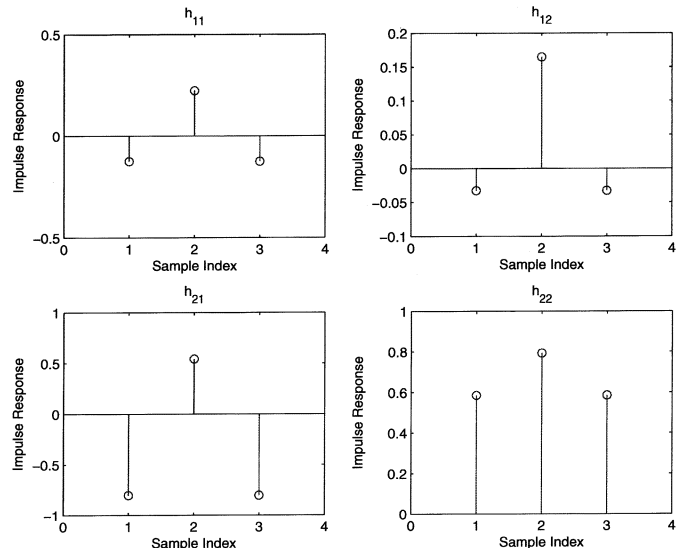 h11
0.5
0
−0.5
0 1 2 3 4
Impulse Response
Sample Index
h12
0.2
0.15
0.1
0.05
0
−0.05
−0.1
0 1 2 3 4
Impulse Response
Sample Index
h21
1
0.5
0
−0.5
−1
0 1 2 3 4
Impulse Response
Sample Index
h22
1
0.8
0.6
0.4
0.2
0
0 1 2 3 4
Impulse Response
Sample Index